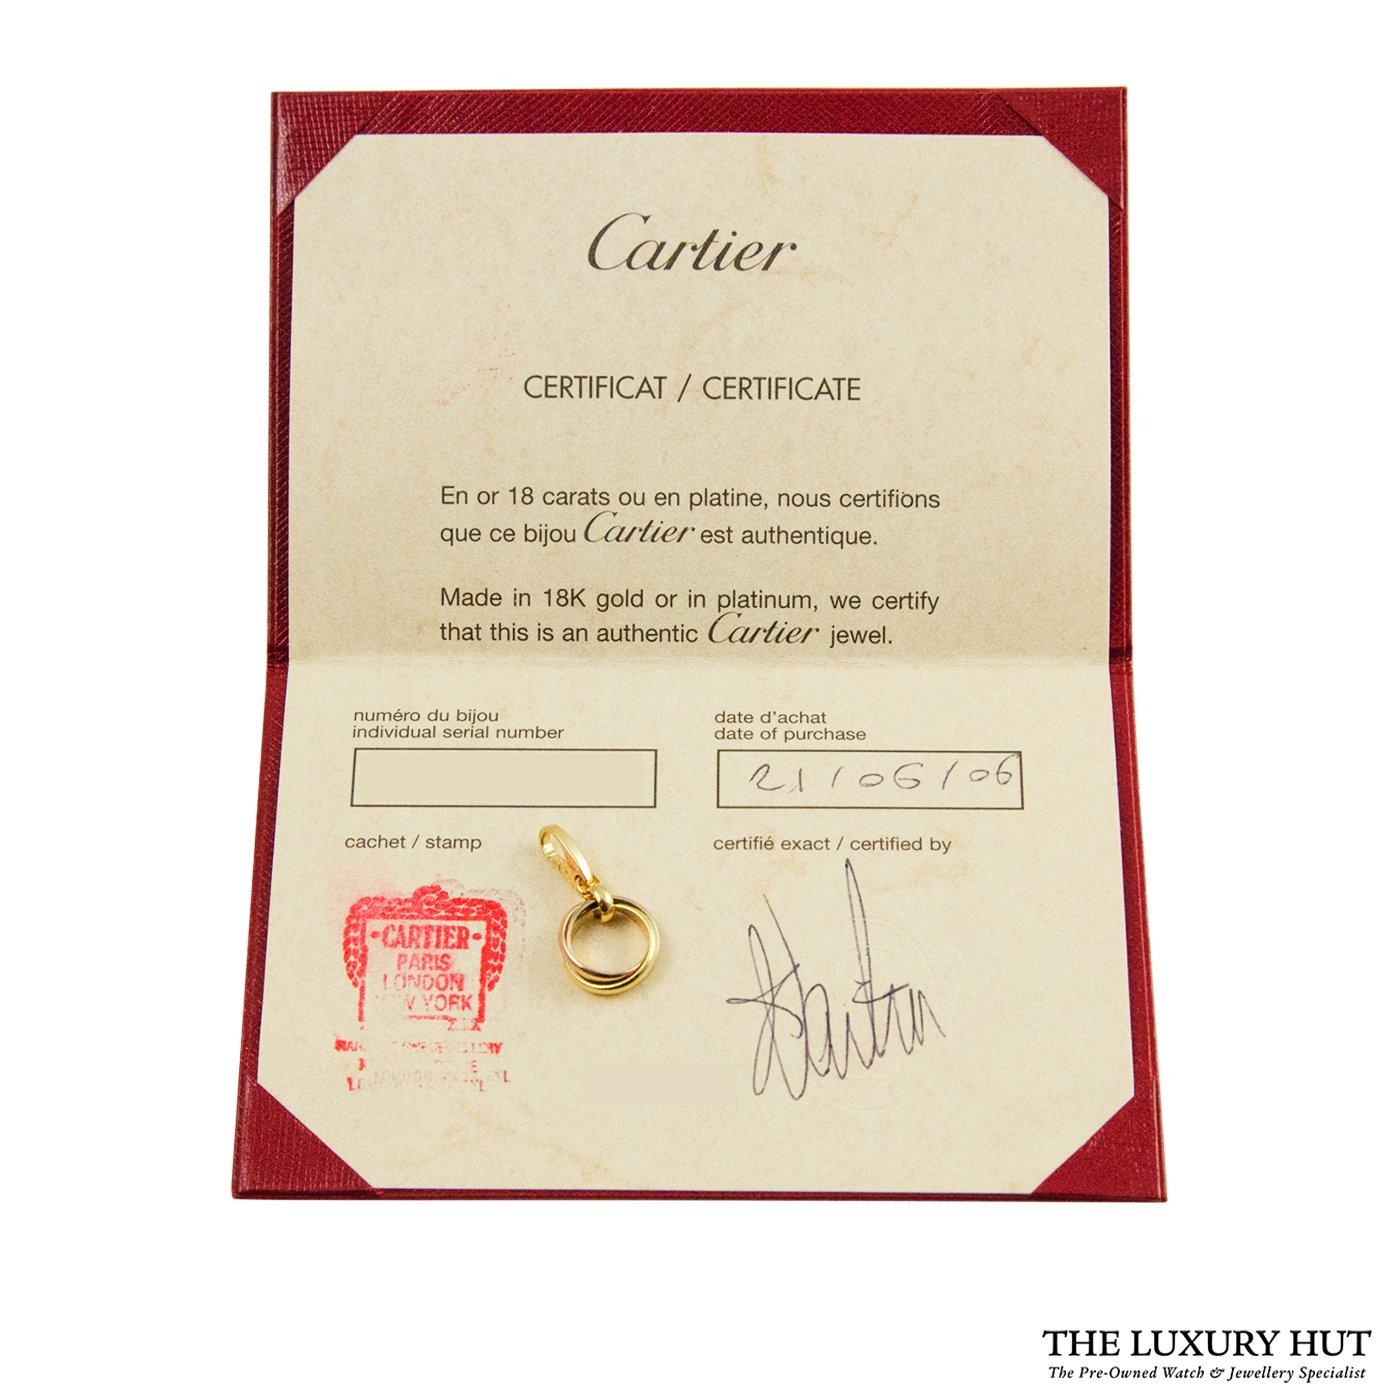 Cartier
CERTIFICAT / CERTIFICATE
En or 18 carats ou en platine, nous certifions
que ce bijou Cartier est authentique.
Made in 18K gold or in platinum, we certify
that this is an authentic Cartier jewel.
numéro du bijou
individual serial number
date d'achat
date of purchase
21/06/06
cachet / stamp
certifié exact / certified by
CARTIER
PARIS
LONDON
YORK
THE LUXURY HUT
The Pre-Owned Watch & Jewellery Specialist